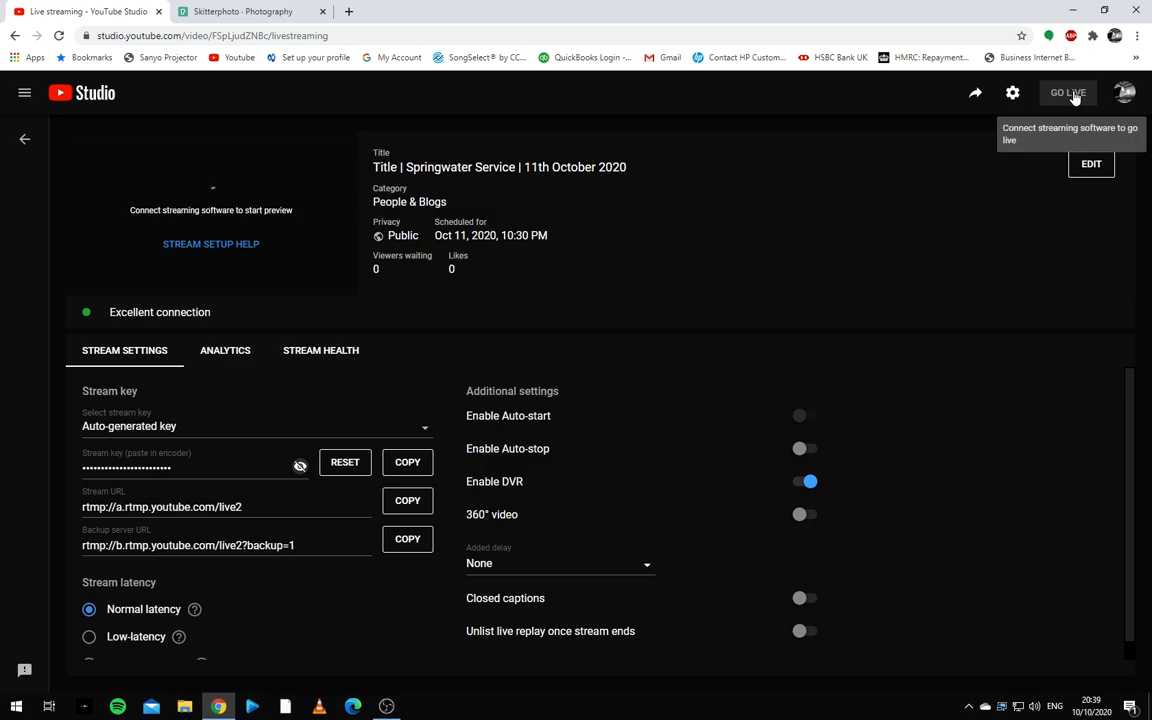 Live streaming - YouTube Studio
Skitterphoto · Photography
studio.youtube.com/video/FSpLjudZNBc/livestreaming
ABP
Apps Bookmarks Sanyo Projector Youtube Set up your profile My Account SongSelect® by CC... QuickBooks Login -... Gmail Contact HP Custom... HSBC Bank UK HMRC: Repayment... Business Internet B... »
Studio
GO LIVE
Connect streaming software to go
live
EDIT
Title
Title | Springwater Service | 11th October 2020
Category
People & Blogs
Privacy Scheduled for
Public Oct 11, 2020, 10:30 PM
Viewers waiting Likes
0 0
Connect streaming software to start preview
STREAM SETUP HELP
Excellent connection
STREAM SETTINGS ANALYTICS STREAM HEALTH
Stream key
Select stream key
Auto-generated key
Stream key (paste in encoder)
••••••••••••••••••••••••
RESET COPY
Stream URL
rtmp://a.rtmp.youtube.com/live2
COPY
Backup server URL
rtmp://b.rtmp.youtube.com/live2?backup=1
COPY
Stream latency
Normal latency
Low-latency
Additional settings
Enable Auto-start
Enable Auto-stop
Enable DVR
360° video
Added delay
None
Closed captions
Unlist live replay once stream ends
ENG
20:39
10/10/2020
1